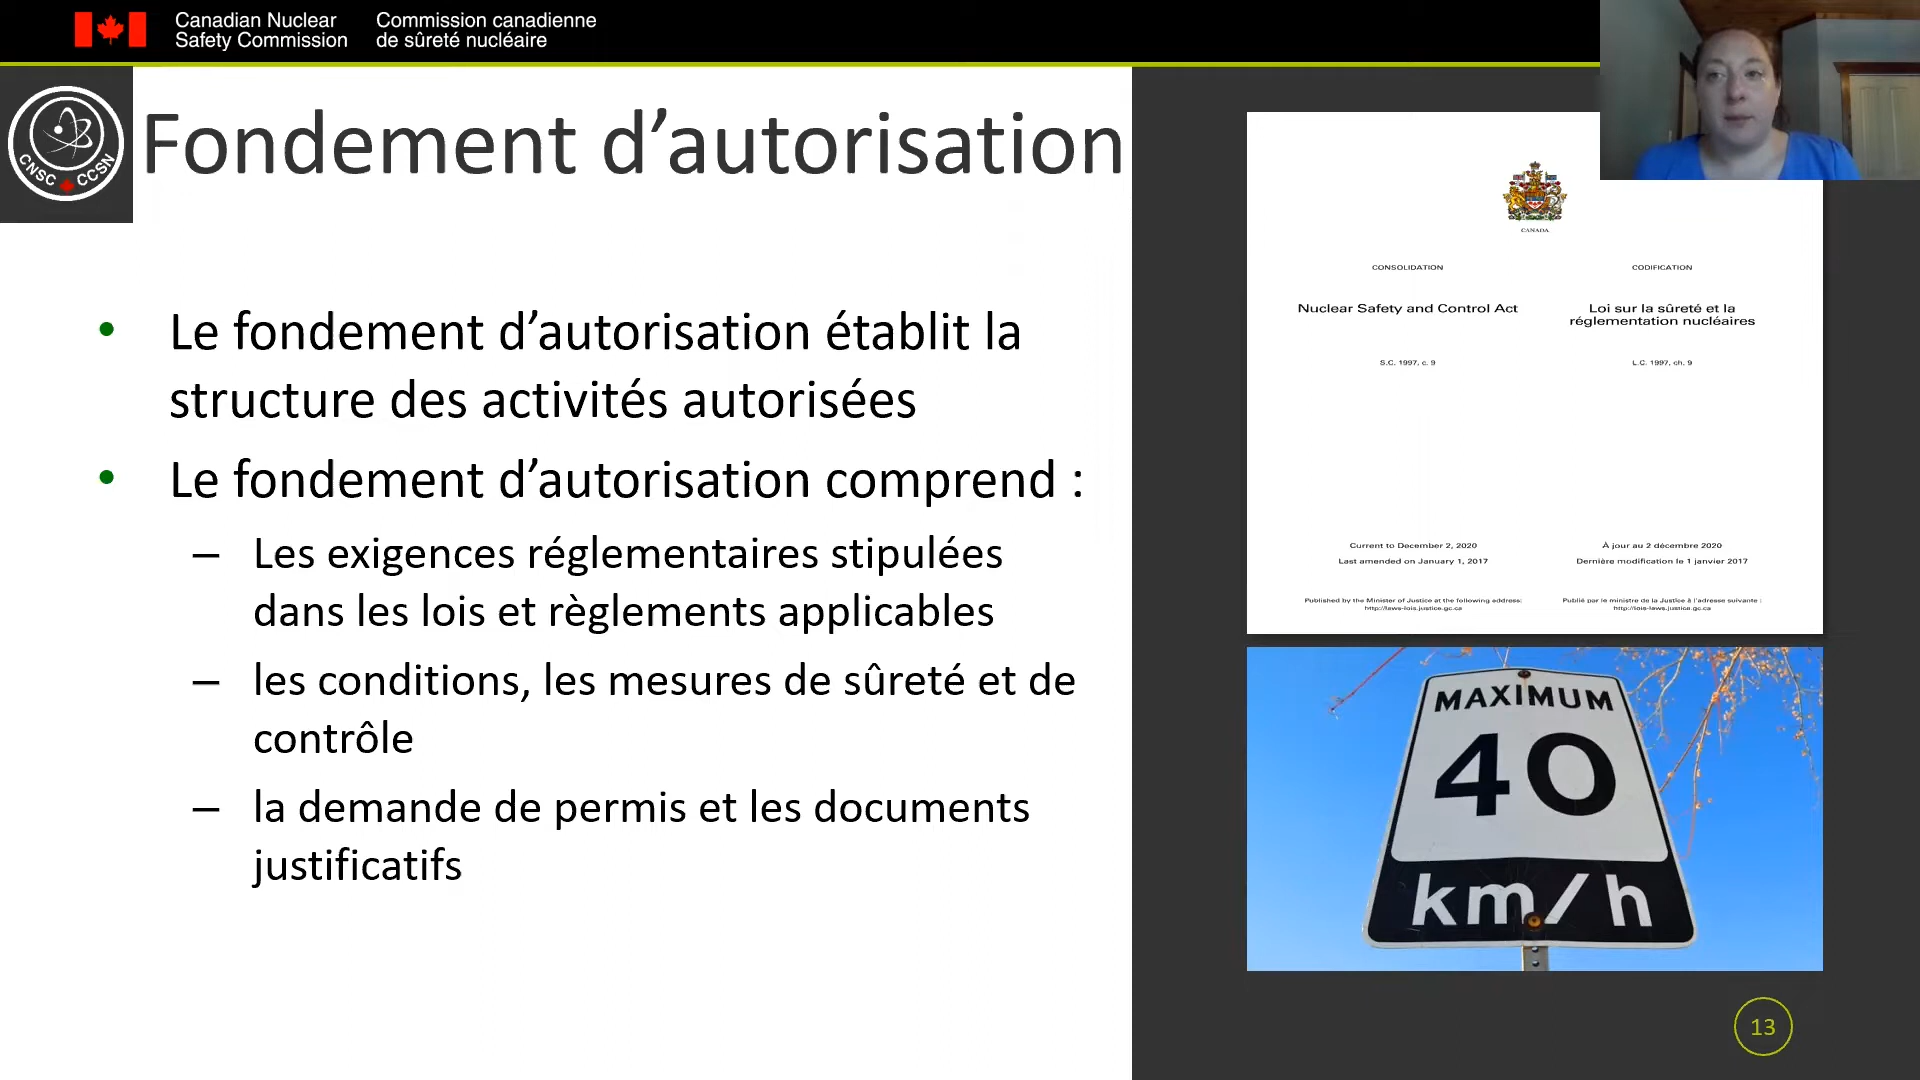 Canadian Nuclear
Safety Commission
Commission canadienne
de sûreté nucléaire
CNSC CCSN
Fondement d’autorisation
• Le fondement d’autorisation établit la
structure des activités autorisées
• Le fondement d’autorisation comprend :
– Les exigences réglementaires stipulées
dans les lois et règlements applicables
– les conditions, les mesures de sûreté et de
contrôle
– la demande de permis et les documents
justificatifs
CANADA
CONSOLIDATION
Nuclear Safety and Control Act
S.C. 1997, c. 9
Current to December 2, 2020
Last amended on January 1, 2017
Published by the Minister of Justice at the following address:
http://laws-lois.justice.gc.ca
CODIFICATION
Loi sur la sûreté et la
réglementation nucléaires
L.C. 1997, ch. 9
À jour au 2 décembre 2020
Dernière modification le 1 janvier 2017
Publié par le ministre de la Justice à l’adresse suivante :
http://lois-laws.justice.gc.ca
MAXIMUM
40
km/h
13